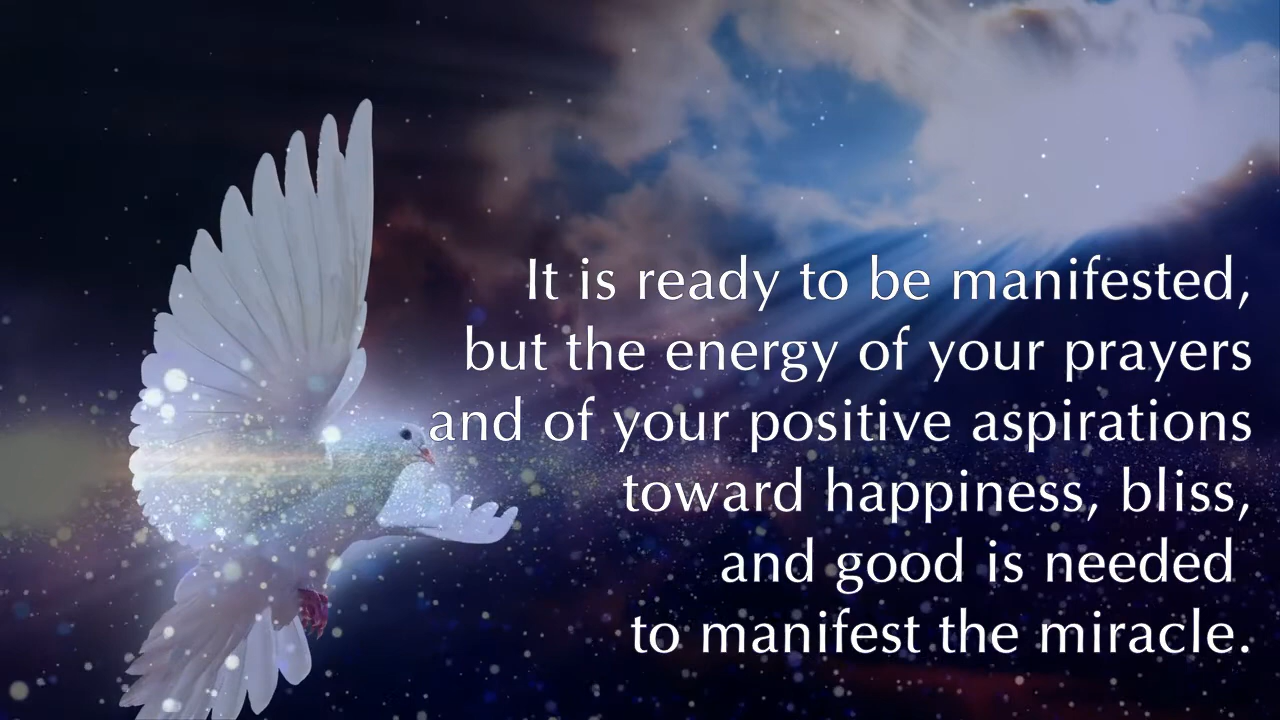 It is ready to be manifested,
but the energy of your prayers
and of your positive aspirations
toward happiness, bliss,
and good is needed
to manifest the miracle.